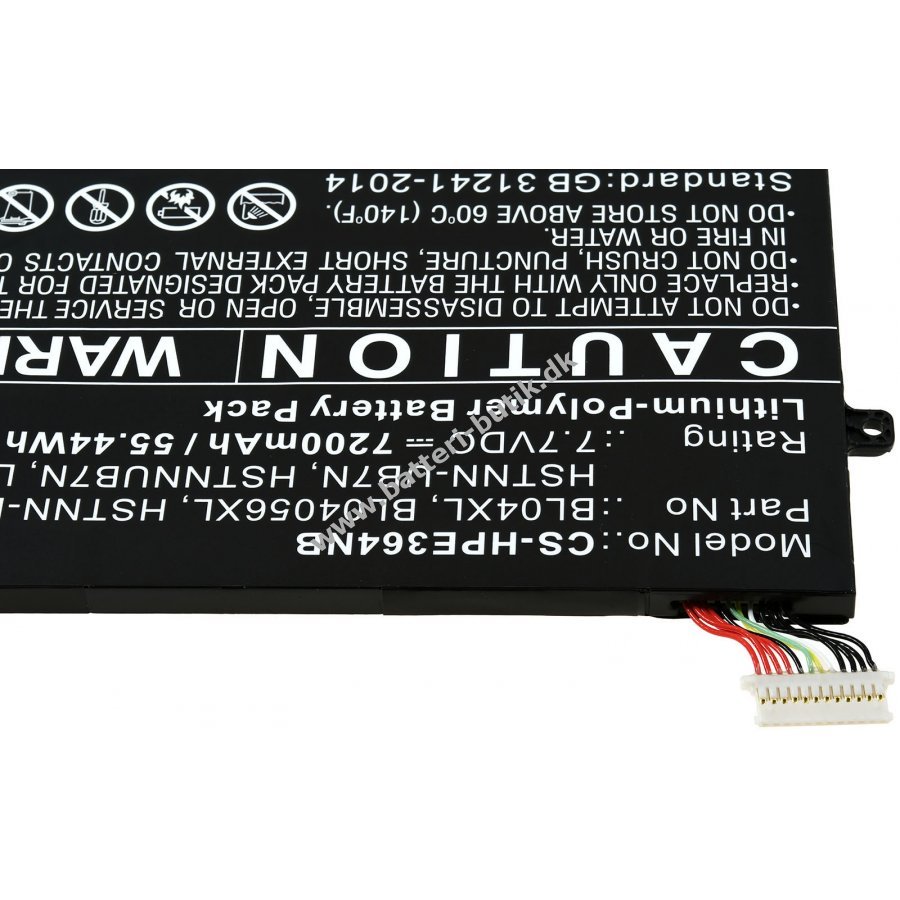 Model No.:CS-HPE364NB
Part No.:BL04XL, BL04056XL, HSTNN-
HSTNN-UB7N, HSTNNUB7N,
Rating:7.7VDC 7200mAh / 55.44Wh
Lithium-Polymer Battery Pack
CAUTION
•DO NOT ATTEMPT TO DISASSEMBLE, OPEN OR SERVICE THE
•REPLACE ONLY WITH THE BATTERY PACK DESIGNATED FOR
•DO NOT CRUSH, PUNCTURE, SHORT EXTERNAL CONTACTS
IN FIRE OR WATER.
•DO NOT STORE ABOVE 60°C (140°F).
Standard:GB 31241-2014
www.batteri-butik.dk